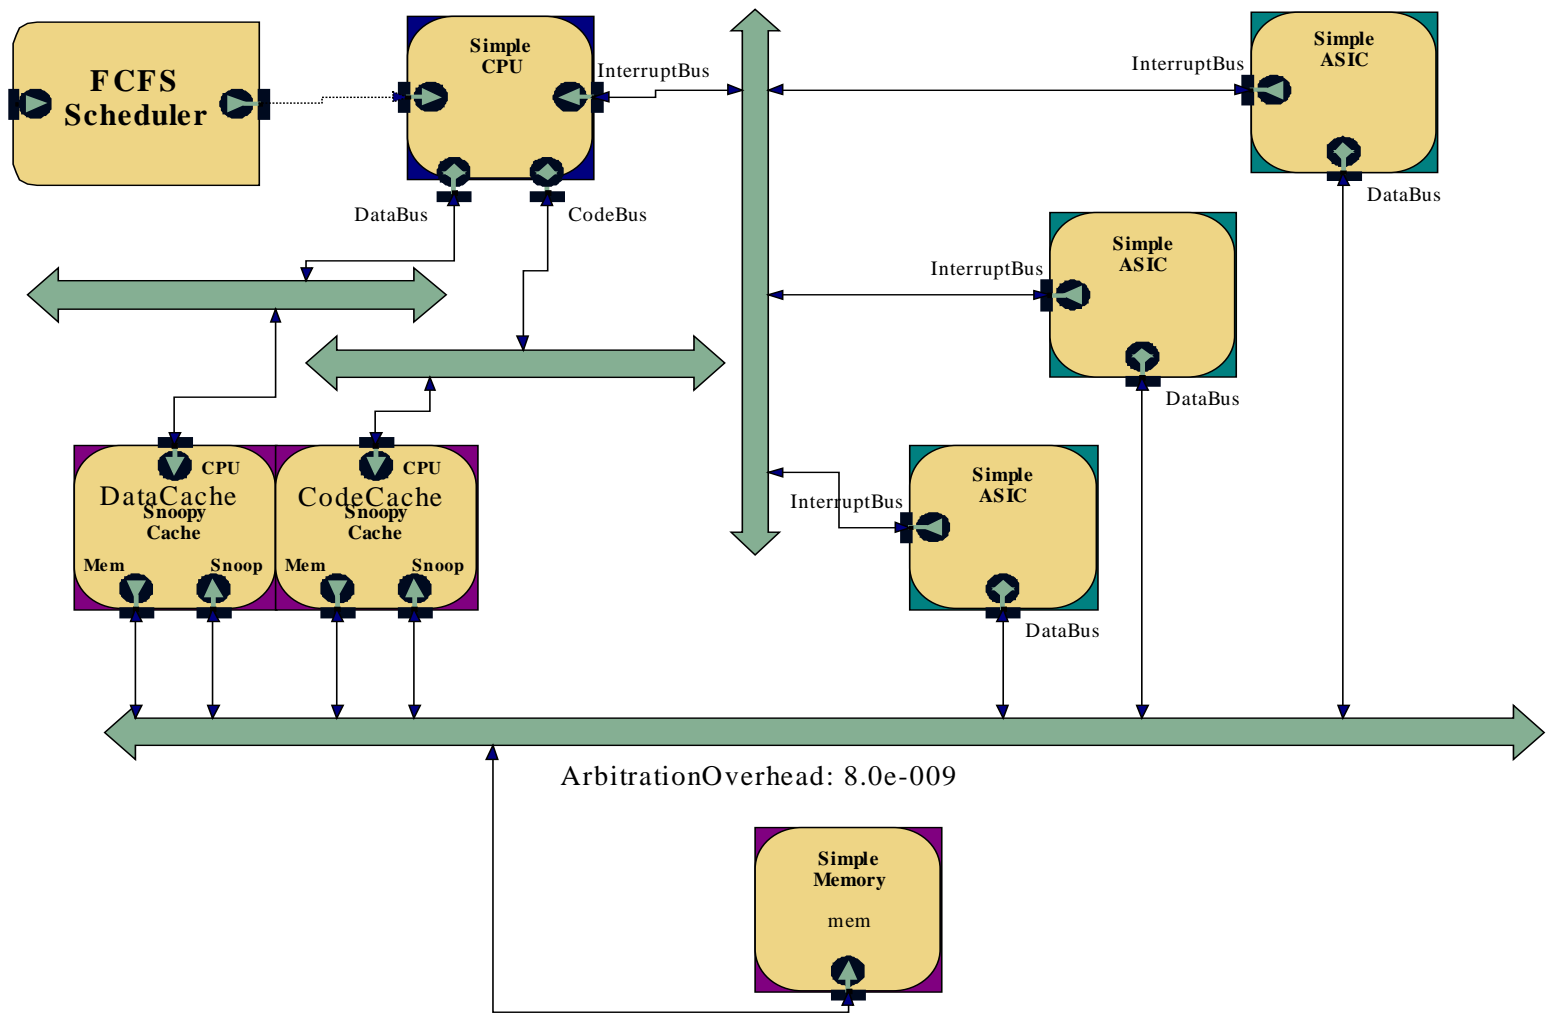 FCFS
Scheduler
Simple
CPU
InterruptBus
DataBus
CodeBus
InterruptBus
Simple
ASIC
DataBus
InterruptBus
Simple
ASIC
DataBus
CPU
DataCache
Snoopy
Cache
Mem
Snoop
CPU
CodeCache
Snoopy
Cache
Mem
Snoop
InterruptBus
Simple
ASIC
DataBus
ArbitrationOverhead: 8.0e-009
Simple
Memory
mem